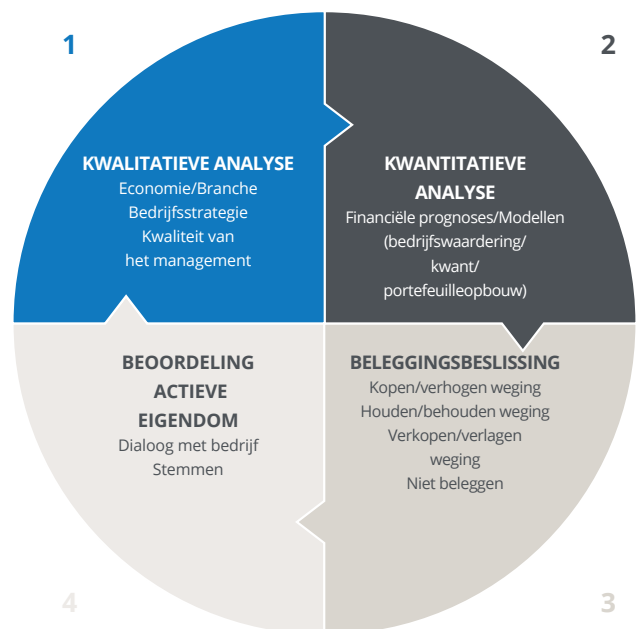 1
KWALITATIEVE ANALYSE
Economie/Branche
Bedrijfsstrategie
Kwaliteit van
het management
2
KWANTITATIEVE
ANALYSE
Financiële prognoses/Modellen
(bedrijfswaardering/
kwant/
portefeuilleopbouw)
BELEGGINGSBESLISSING
Kopen/verhogen weging
Houden/behouden weging
Verkopen/verlagen
weging
Niet beleggen
3
BEOORDELING
ACTIEVE
EIGENDOM
Dialoog met bedrijf
Stemmen
4